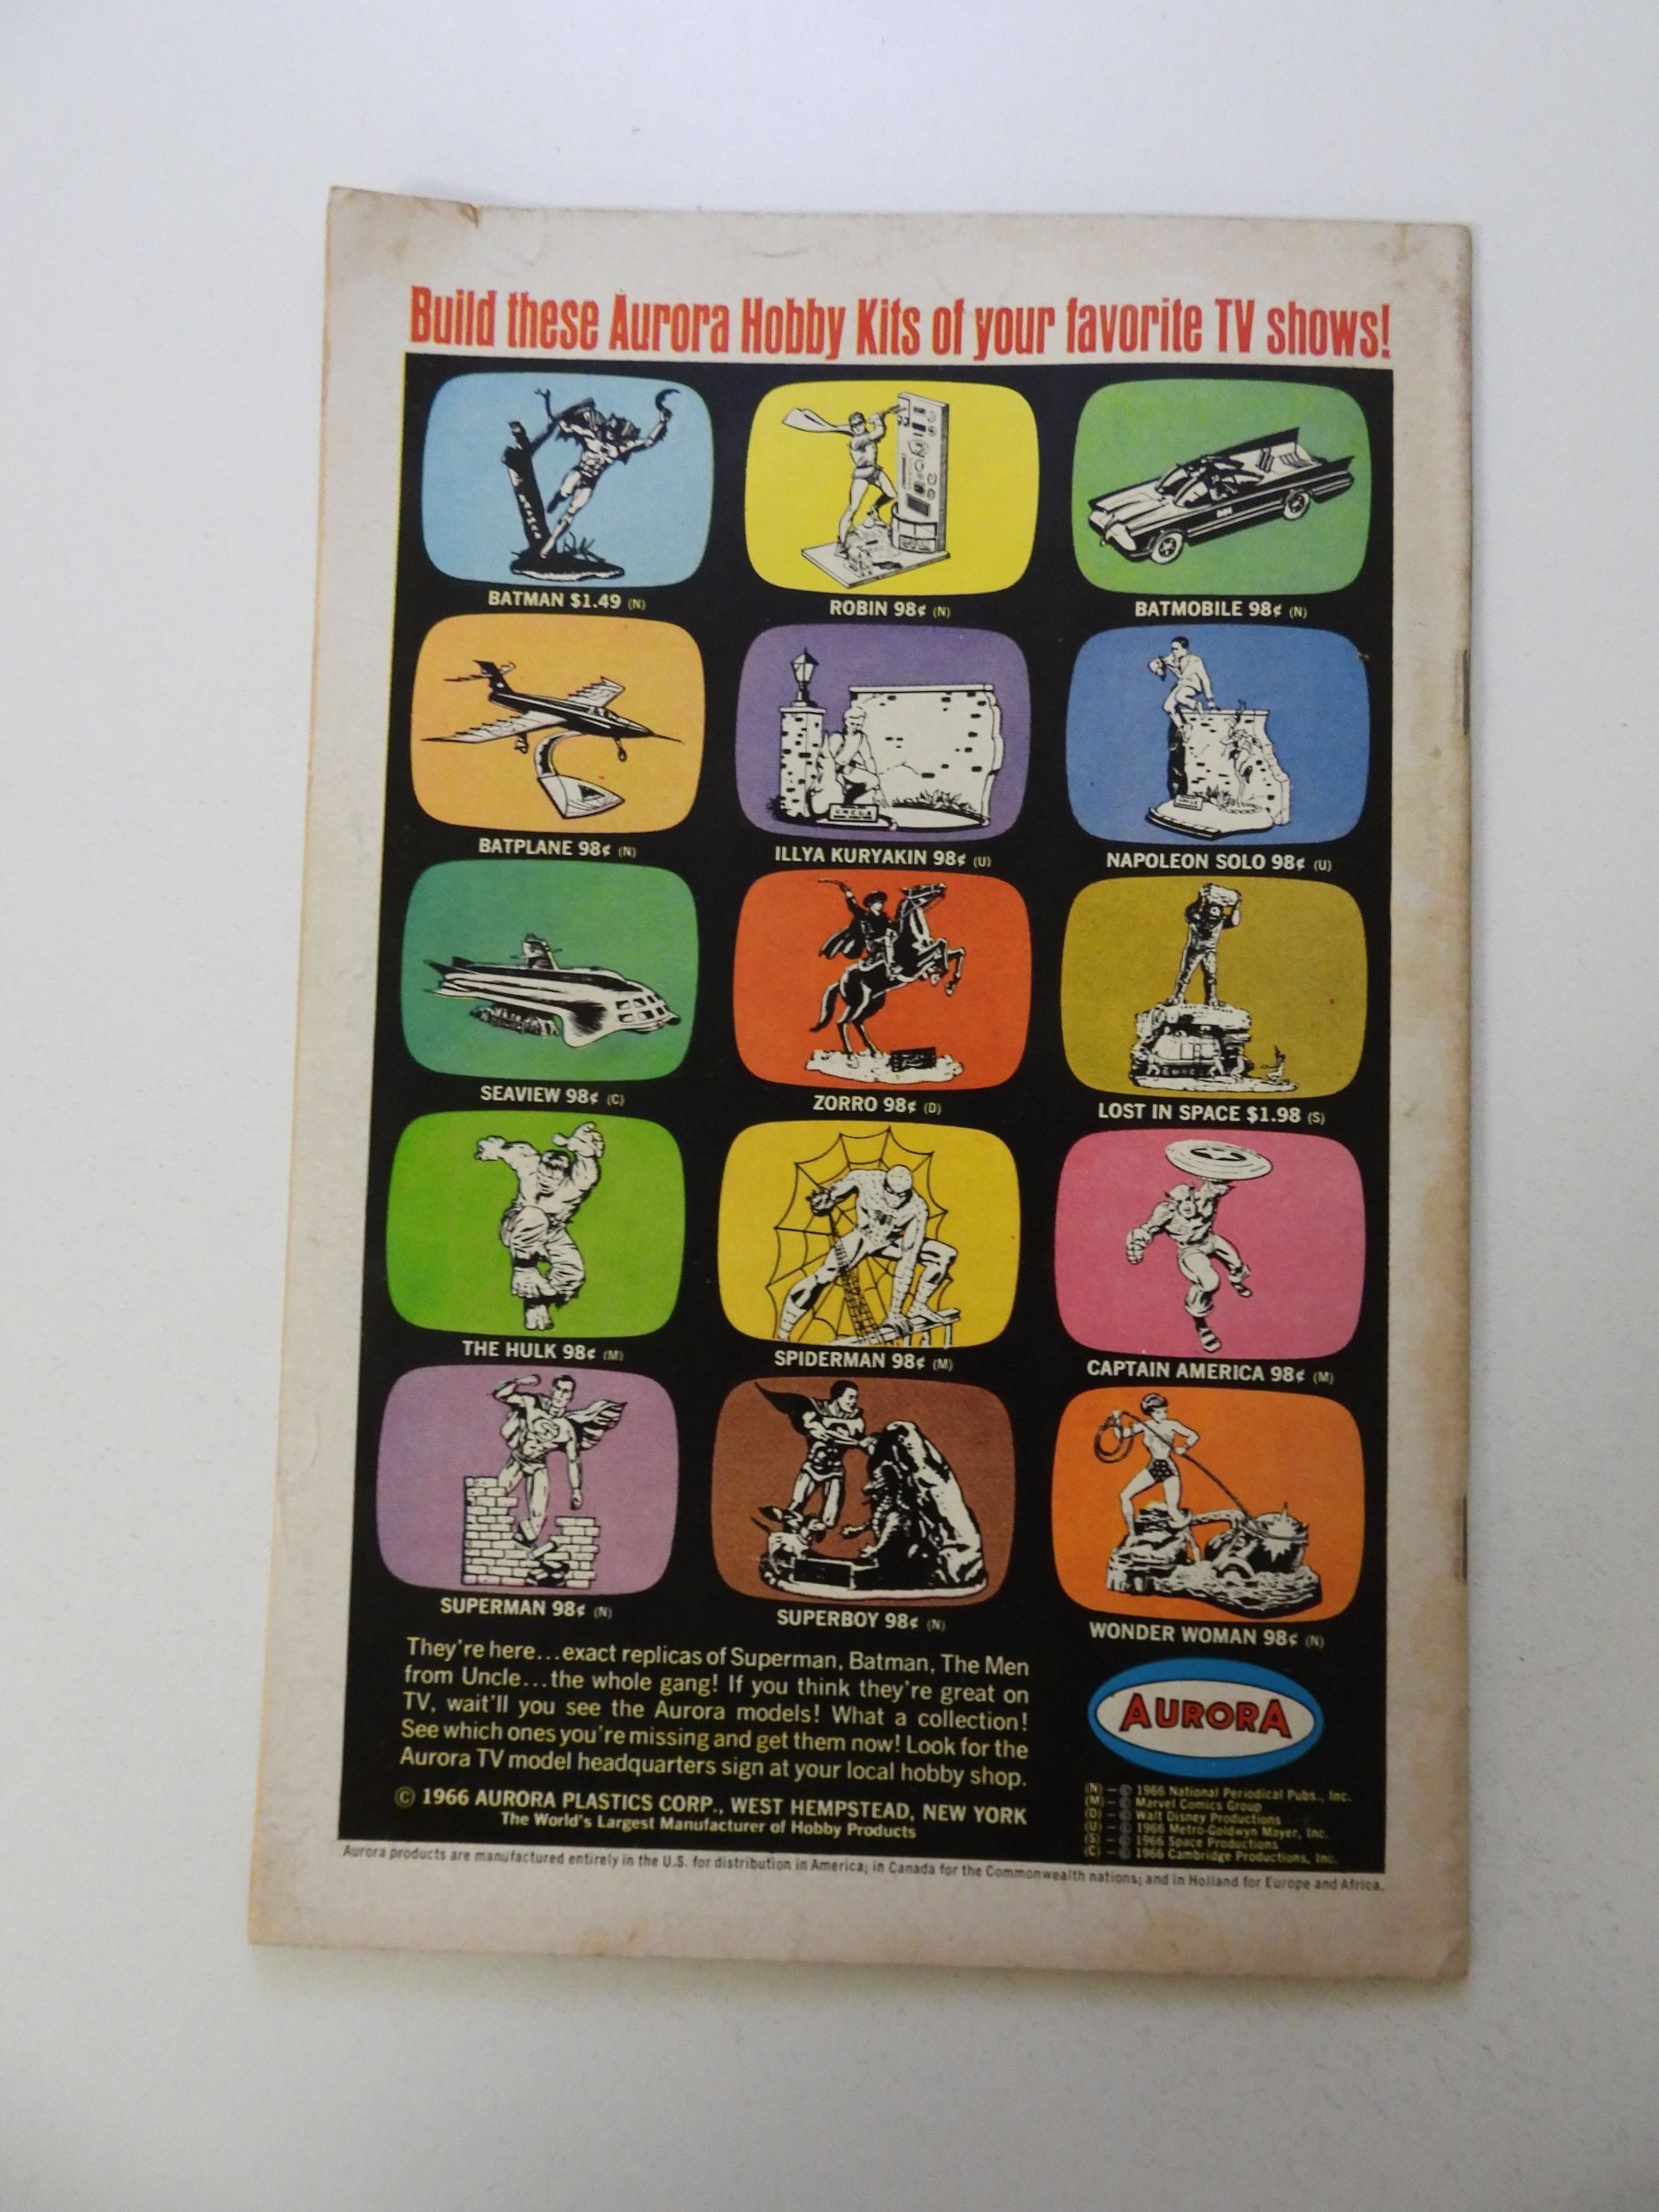 Build these Aurora Hobby Kits of your favorite TV shows!
BATMAN $1.49 (N)
ROBIN 98¢ (N)
BATMOBILE 98¢ (N)
BATPLANE 98¢ (N)
U.N.C.L.E.
ILLYA KURYAKIN 98¢ (U)
NAPOLEON SOLO 98¢ (U)
SEAVIEW 98¢ (C)
ZORRO 98¢ (D)
LOST IN SPACE $1.98 (S)
THE HULK 98¢ (M)
SPIDERMAN 98¢ (M)
CAPTAIN AMERICA 98¢ (M)
SUPERMAN 98¢ (N)
SUPERBOY 98¢ (N)
WONDER WOMAN 98¢ (N)
They're here...exact replicas of Superman, Batman, The Men
from Uncle...the whole gang! If you think they're great on
TV, wait'll you see the Aurora models! What a collection!
See which ones you're missing and get them now! Look for the
Aurora TV model headquarters sign at your local hobby shop.
© 1966 AURORA PLASTICS CORP., WEST HEMPSTEAD, NEW YORK
The World's Largest Manufacturer of Hobby Products
AURORA
(N) – © 1966 National Periodical Pubs., Inc.
(M) – © Marvel Comics Group
(D) – © Walt Disney Productions
(U) – © 1966 Metro-Goldwyn Mayer, Inc.
(S) – © 1966 Space Productions
(C) – © 1966 Cambridge Productions, Inc.
Aurora products are manufactured entirely in the U.S. for distribution in America; in Canada for the Commonwealth nations; and in Holland for Europe and Africa.